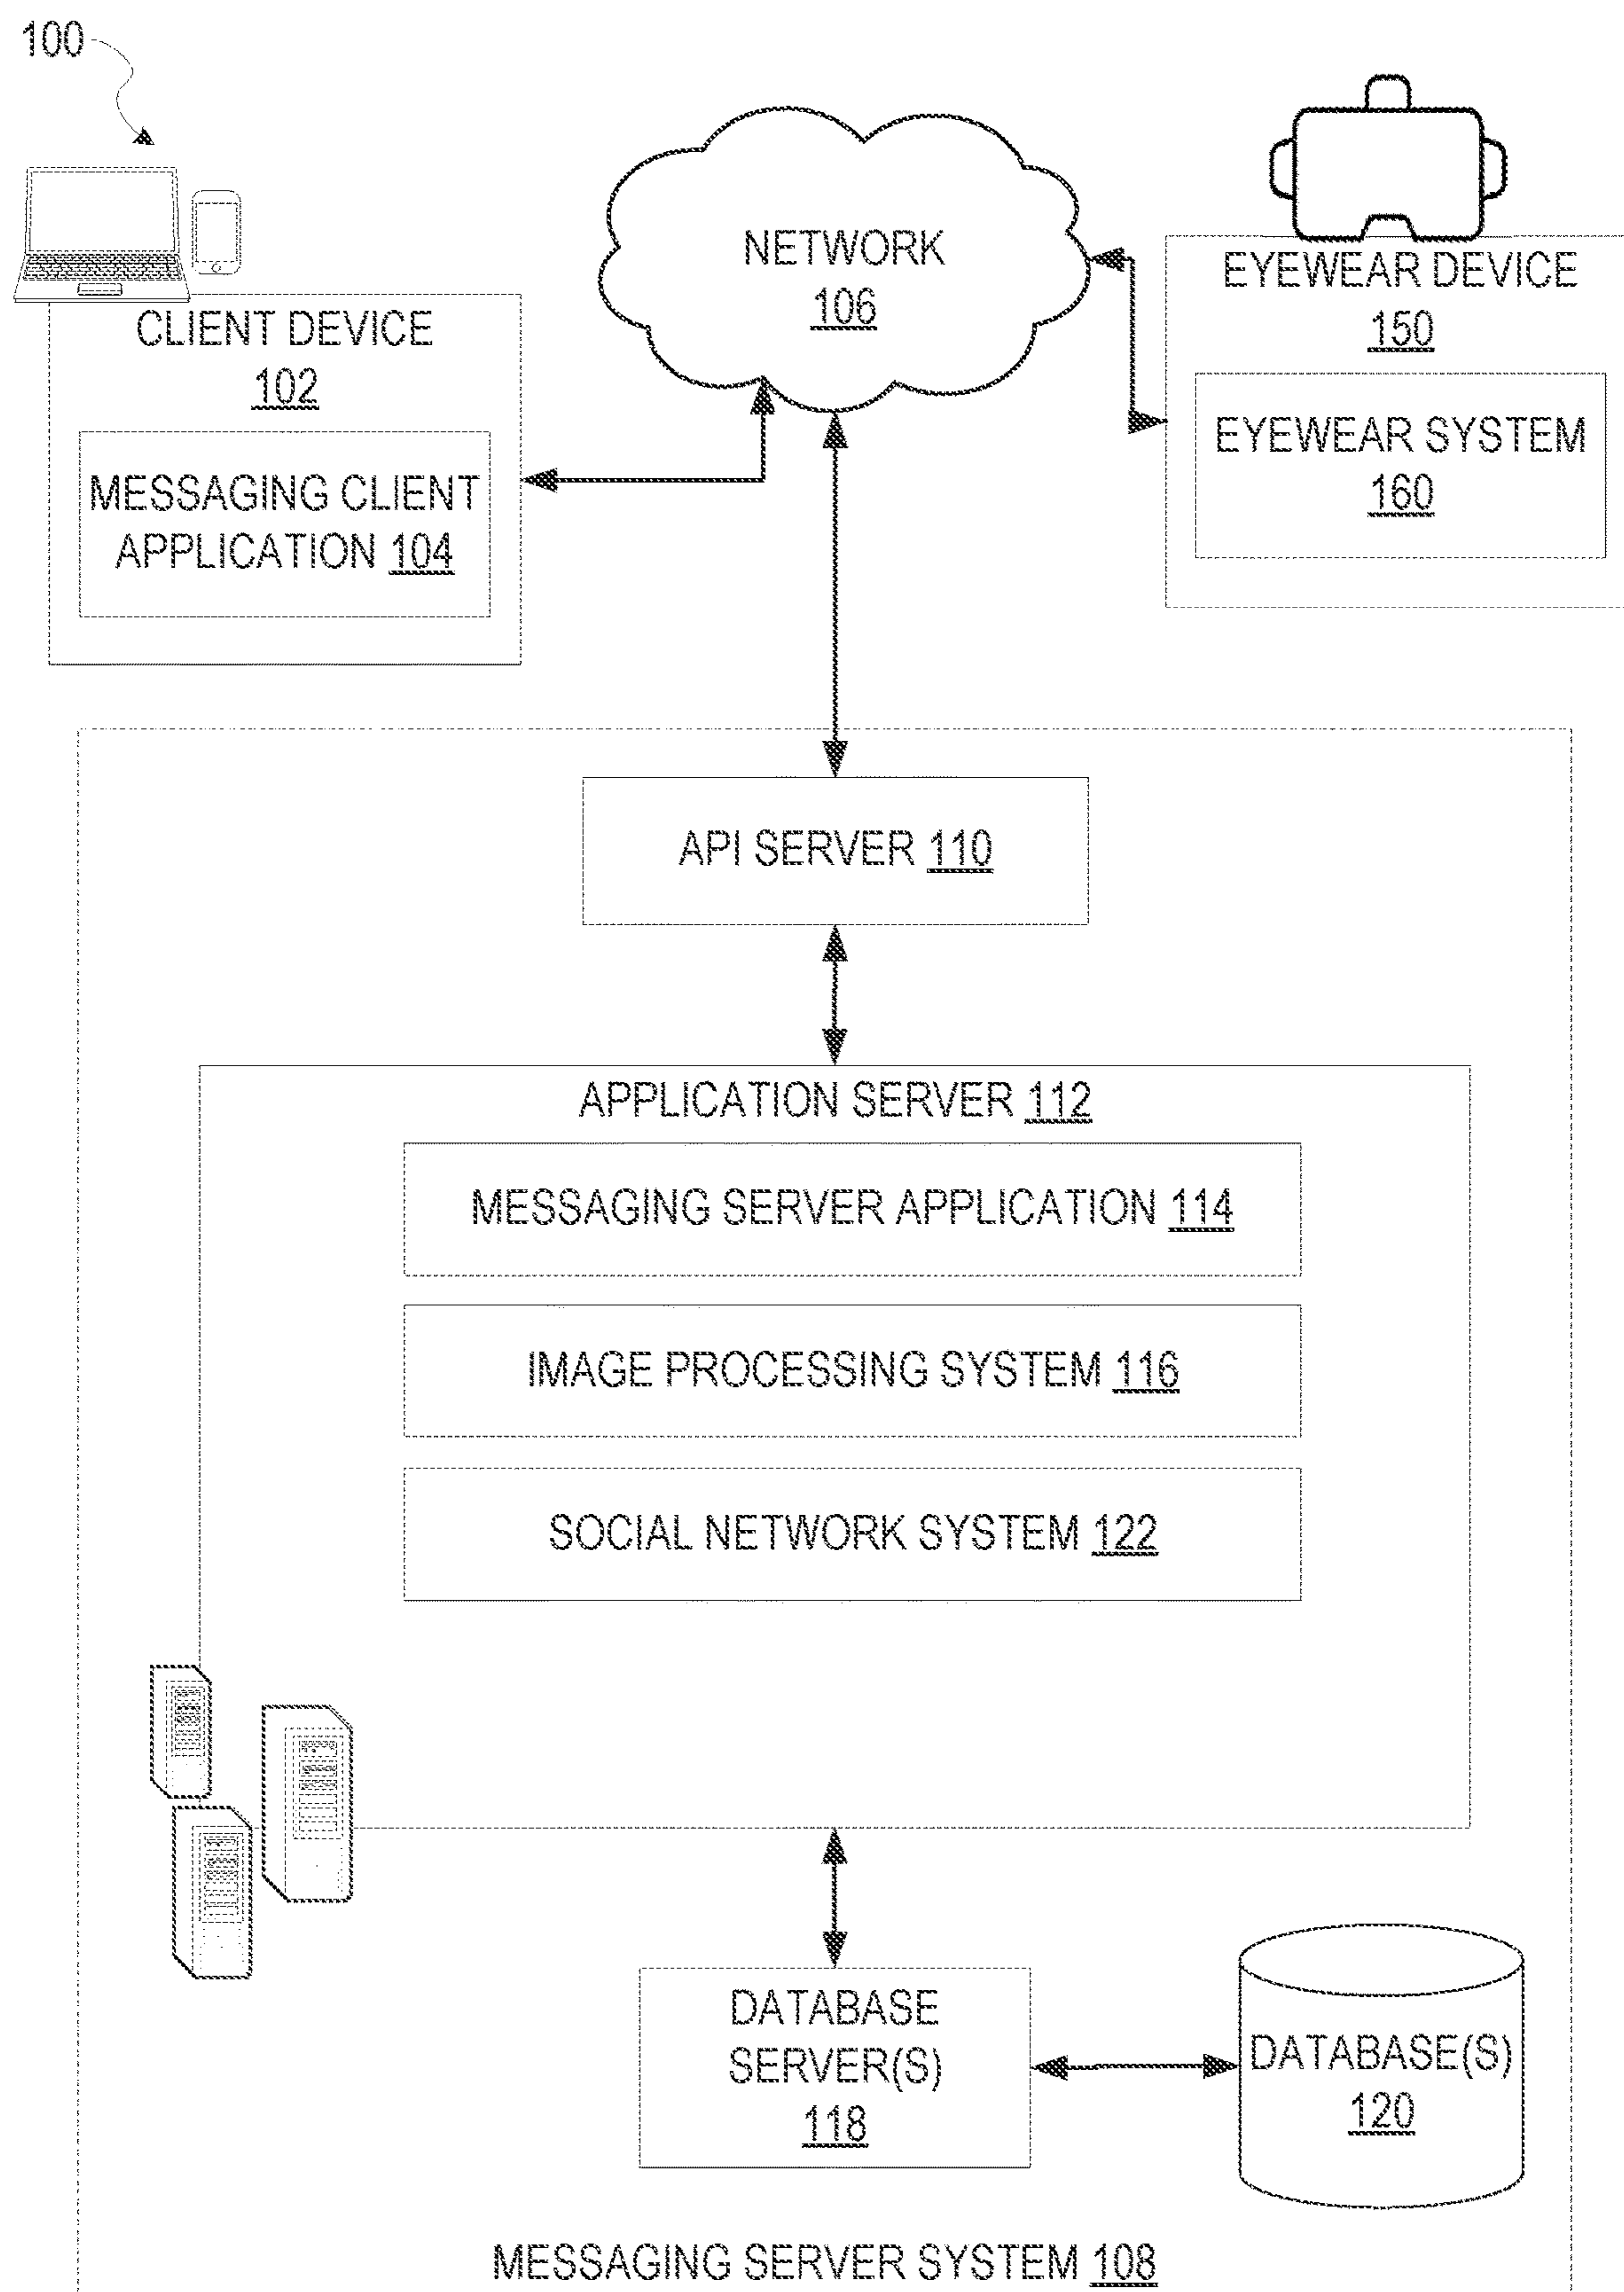 100
NETWORK
106
EYEWEAR DEVICE
150
EYEWEAR SYSTEM
160
CLIENT DEVICE
102
MESSAGING CLIENT
APPLICATION 104
API SERVER 110
APPLICATION SERVER 112
MESSAGING SERVER APPLICATION 114
IMAGE PROCESSING SYSTEM 116
SOCIAL NETWORK SYSTEM 122
DATABASE
SERVER(S)
118
DATABASE(S)
120
MESSAGING SERVER SYSTEM 108